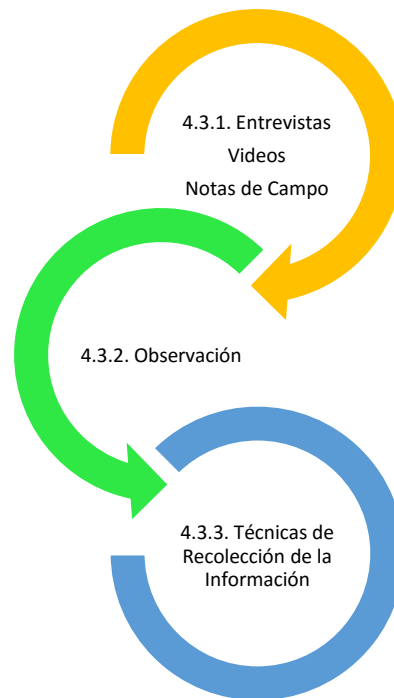 4.3.1. Entrevistas
Videos
Notas de Campo
4.3.2. Observación
4.3.3. Técnicas de
Recolección de la
Información